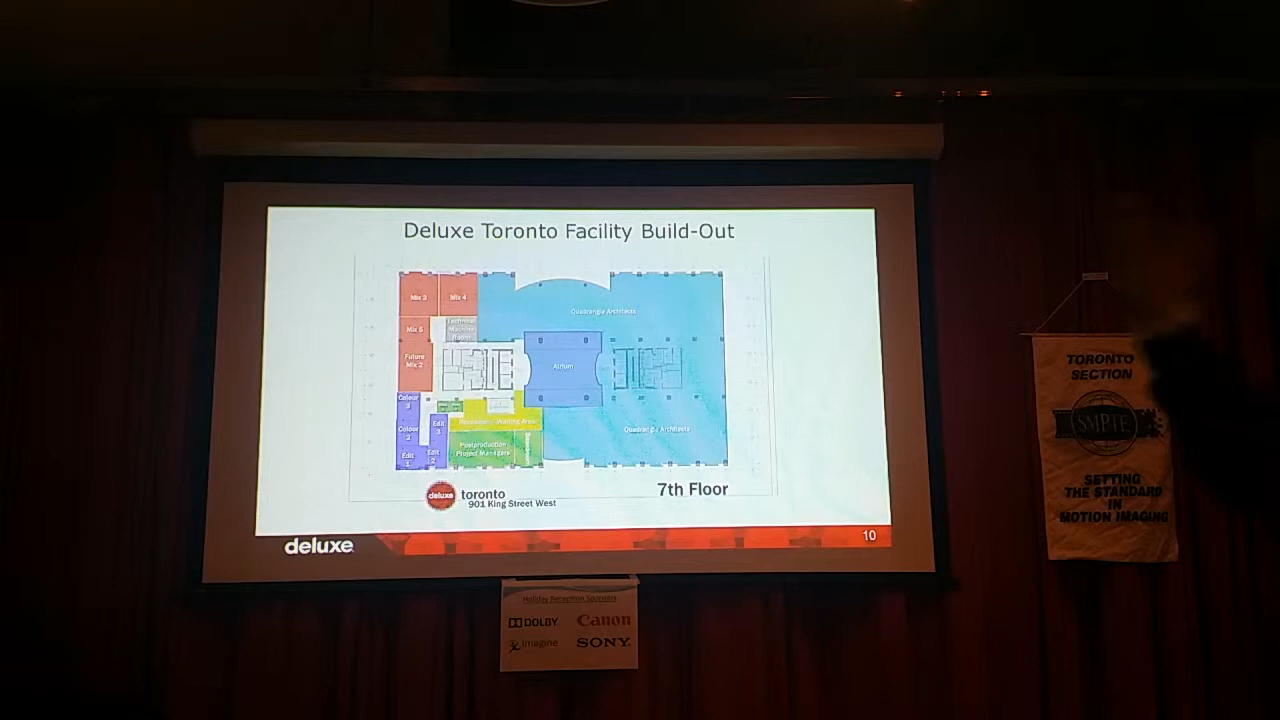 Deluxe Toronto Facility Build-Out
Mix 3
Mix 4
Quadrangle Architects
Mix 5
Technical
Machine
Room
Future
Mix 2
Atrium
Colour
3
Colour
2
Edit
3
Edit
1
Edit
2
Waiting Area
Postproduction
Project Managers
Quadrangle Architects
deluxe
toronto
901 King Street West
7th Floor
deluxe
10
TORONTO
SECTION
SMPTE
SETTING
THE STANDARD
IN
MOTION IMAGING
Holiday Reception Sponsors
DOLBY
Canon
imagine
SONY